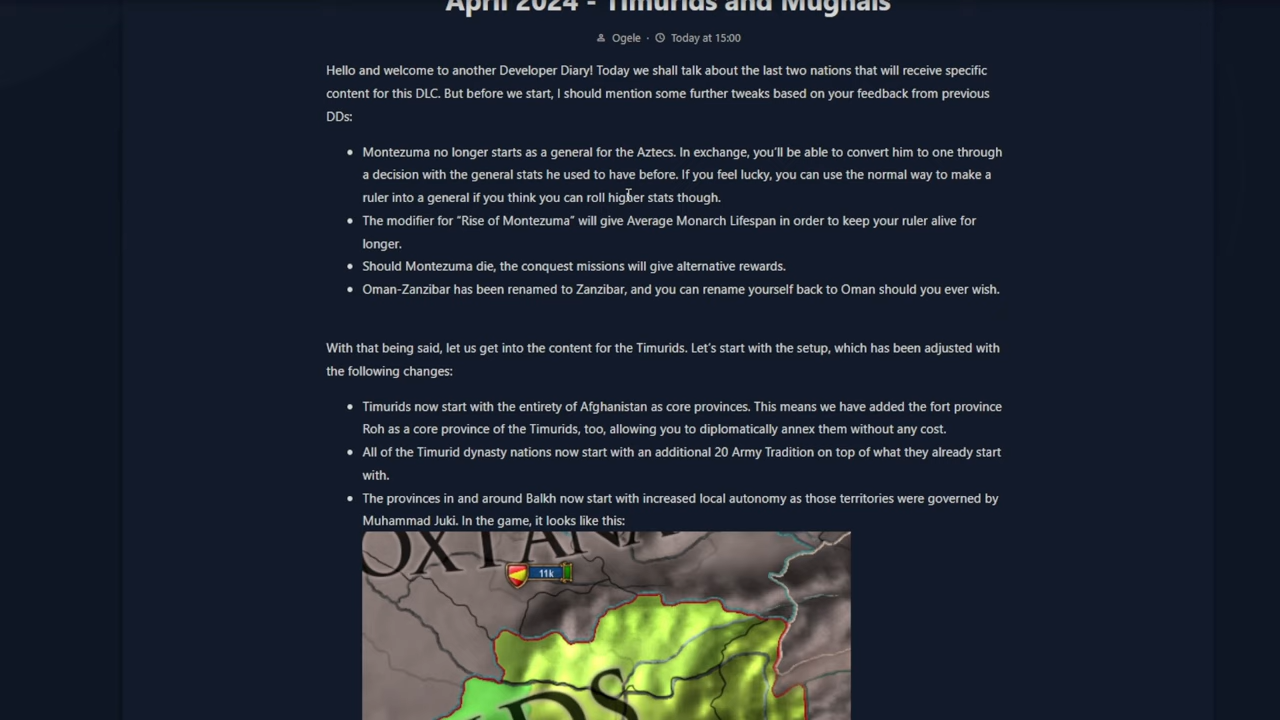 April 2024 - Timurids and Mughals
Ogele · Today at 15:00
Hello and welcome to another Developer Diary! Today we shall talk about the last two nations that will receive specific
content for this DLC. But before we start, I should mention some further tweaks based on your feedback from previous
DDs:
• Montezuma no longer starts as a general for the Aztecs. In exchange, you'll be able to convert him to one through
a decision with the general stats he used to have before. If you feel lucky, you can use the normal way to make a
ruler into a general if you think you can roll higher stats though.
• The modifier for “Rise of Montezuma” will give Average Monarch Lifespan in order to keep your ruler alive for
longer.
• Should Montezuma die, the conquest missions will give alternative rewards.
• Oman-Zanzibar has been renamed to Zanzibar, and you can rename yourself back to Oman should you ever wish.
With that being said, let us get into the content for the Timurids. Let's start with the setup, which has been adjusted with
the following changes:
• Timurids now start with the entirety of Afghanistan as core provinces. This means we have added the fort province
Roh as a core province of the Timurids, too, allowing you to diplomatically annex them without any cost.
• All of the Timurid dynasty nations now start with an additional 20 Army Tradition on top of what they already start
with.
• The provinces in and around Balkh now start with increased local autonomy as those territories were governed by
Muhammad Juki. In the game, it looks like this:
OXIANA
11k
DS